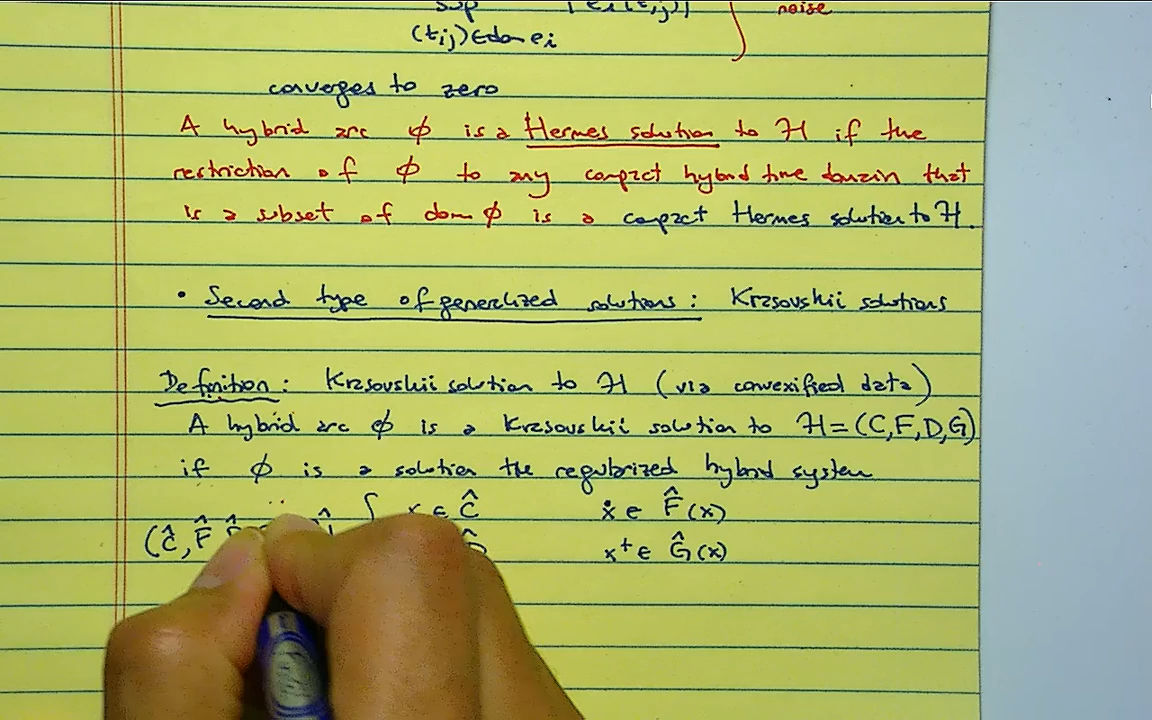 sup |ei(t,j)| noise
(t,j)∈dom ei
converges to zero
A hybrid arc ϕ is a Hermes solution to H if the
restriction of ϕ to any compact hybrid time domain that
is a subset of dom ϕ is a compact Hermes solution to H.
• Second type of generalized solutions: Krasovskii solutions
Definition: Krasovskii solution to H (via convexified data)
A hybrid arc ϕ is a Krasovskii solution to H=(C,F,D,G)
if ϕ is a solution the regularized hybrid system
x ∈ Ĉ ẋ ∈ F̂(x)
(Ĉ, F̂ x⁺ ∈ Ĝ(x)